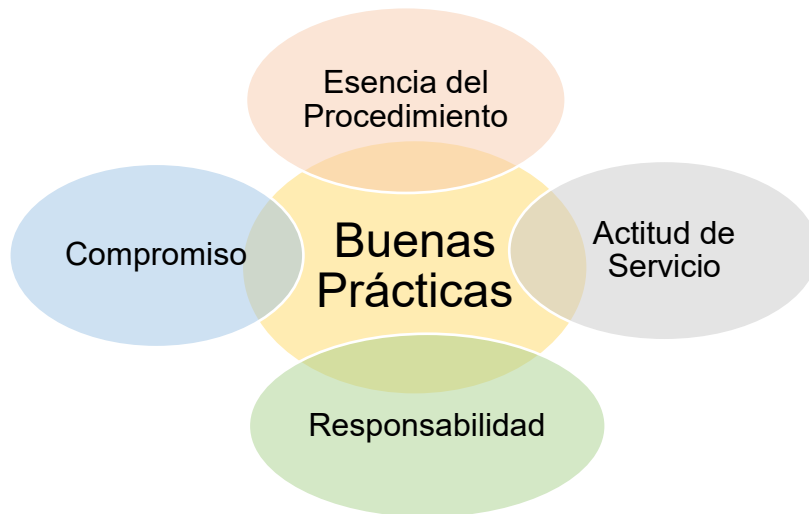 Esencia del
Procedimiento
Compromiso
Buenas
Prácticas
Actitud de
Servicio
Responsabilidad